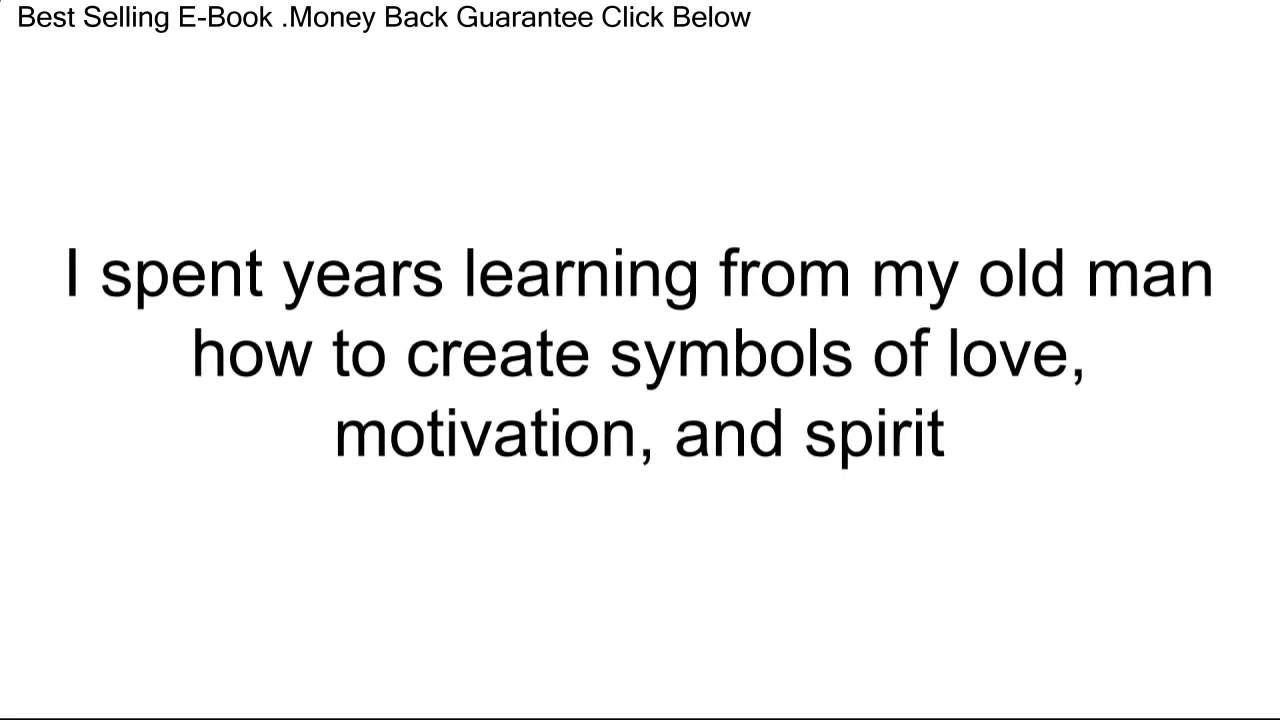 Best Selling E-Book .Money Back Guarantee Click Below
I spent years learning from my old man
how to create symbols of love,
motivation, and spirit